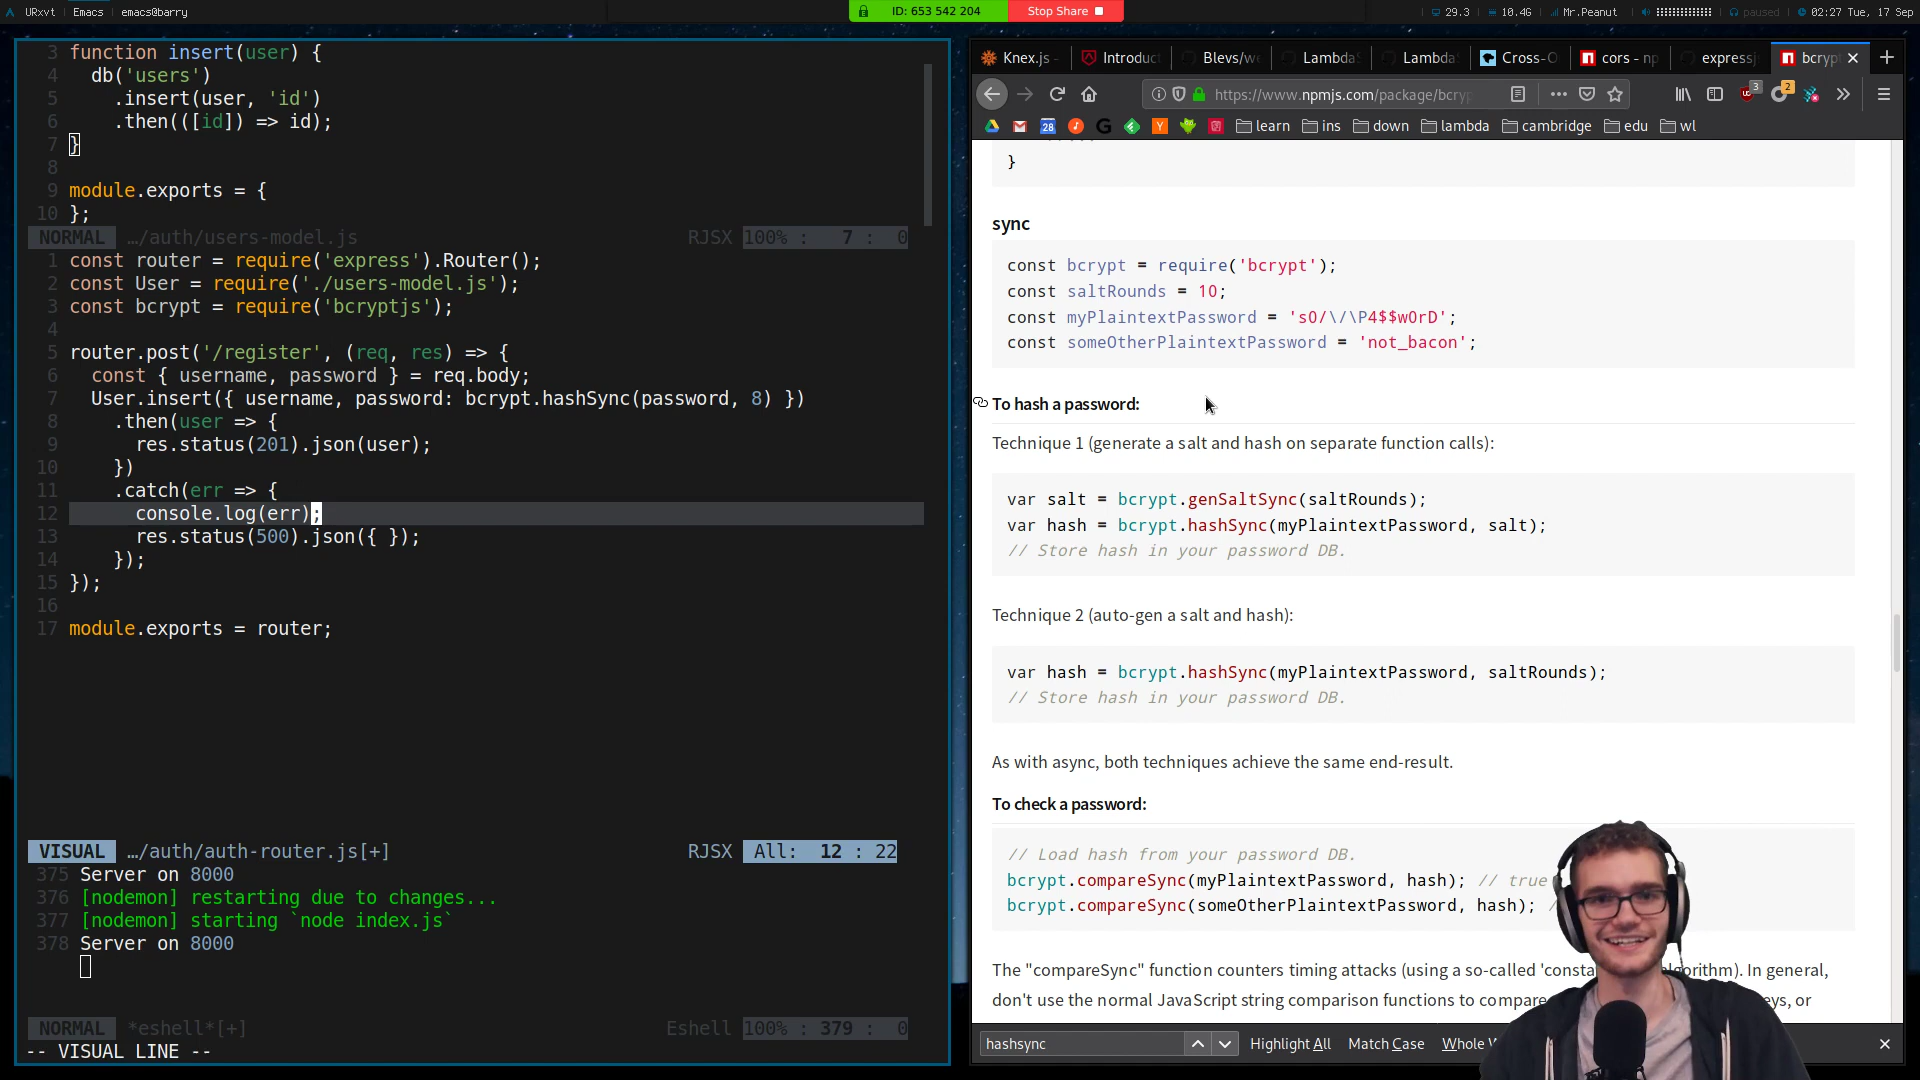 URxvt Emacs emacs@barry
ID: 653 542 204 Stop Share
29.3 10.4G Mr.Peanut paused 02:27 Tue, 17 Sep
3 function insert(user) {
4 db('users')
5 .insert(user, 'id')
6 .then(([id]) => id);
7 }
8
9 module.exports = {
10 };
NORMAL …/auth/users-model.js RJSX 100% : 7 : 0
1 const router = require('express').Router();
2 const User = require('./users-model.js');
3 const bcrypt = require('bcryptjs');
4
5 router.post('/register', (req, res) => {
6 const { username, password } = req.body;
7 User.insert({ username, password: bcrypt.hashSync(password, 8) })
8 .then(user => {
9 res.status(201).json(user);
10 })
11 .catch(err => {
12 console.log(err);
13 res.status(500).json({ });
14 });
15 });
16
17 module.exports = router;
VISUAL …/auth/auth-router.js[+] RJSX All: 12 : 22
375 Server on 8000
376 [nodemon] restarting due to changes...
377 [nodemon] starting `node index.js`
378 Server on 8000
NORMAL *eshell*[+] Eshell 100% : 379 : 0
-- VISUAL LINE --
Knex.js - Introduc Blevs/we Lambda Lambda Cross-O cors - np express bcryp
https://www.npmjs.com/package/bcryp
3 2
28 learn ins down lambda cambridge edu wl
}
sync
const bcrypt = require('bcrypt');
const saltRounds = 10;
const myPlaintextPassword = 's0/\/\P4$$w0rD';
const someOtherPlaintextPassword = 'not_bacon';
To hash a password:
Technique 1 (generate a salt and hash on separate function calls):
var salt = bcrypt.genSaltSync(saltRounds);
var hash = bcrypt.hashSync(myPlaintextPassword, salt);
// Store hash in your password DB.
Technique 2 (auto-gen a salt and hash):
var hash = bcrypt.hashSync(myPlaintextPassword, saltRounds);
// Store hash in your password DB.
As with async, both techniques achieve the same end-result.
To check a password:
// Load hash from your password DB.
bcrypt.compareSync(myPlaintextPassword, hash); // true
bcrypt.compareSync(someOtherPlaintextPassword, hash); /
The "compareSync" function counters timing attacks (using a so-called 'consta lgorithm). In general,
don't use the normal JavaScript string comparison functions to compare eys, or
hashsync Highlight All Match Case Whole W